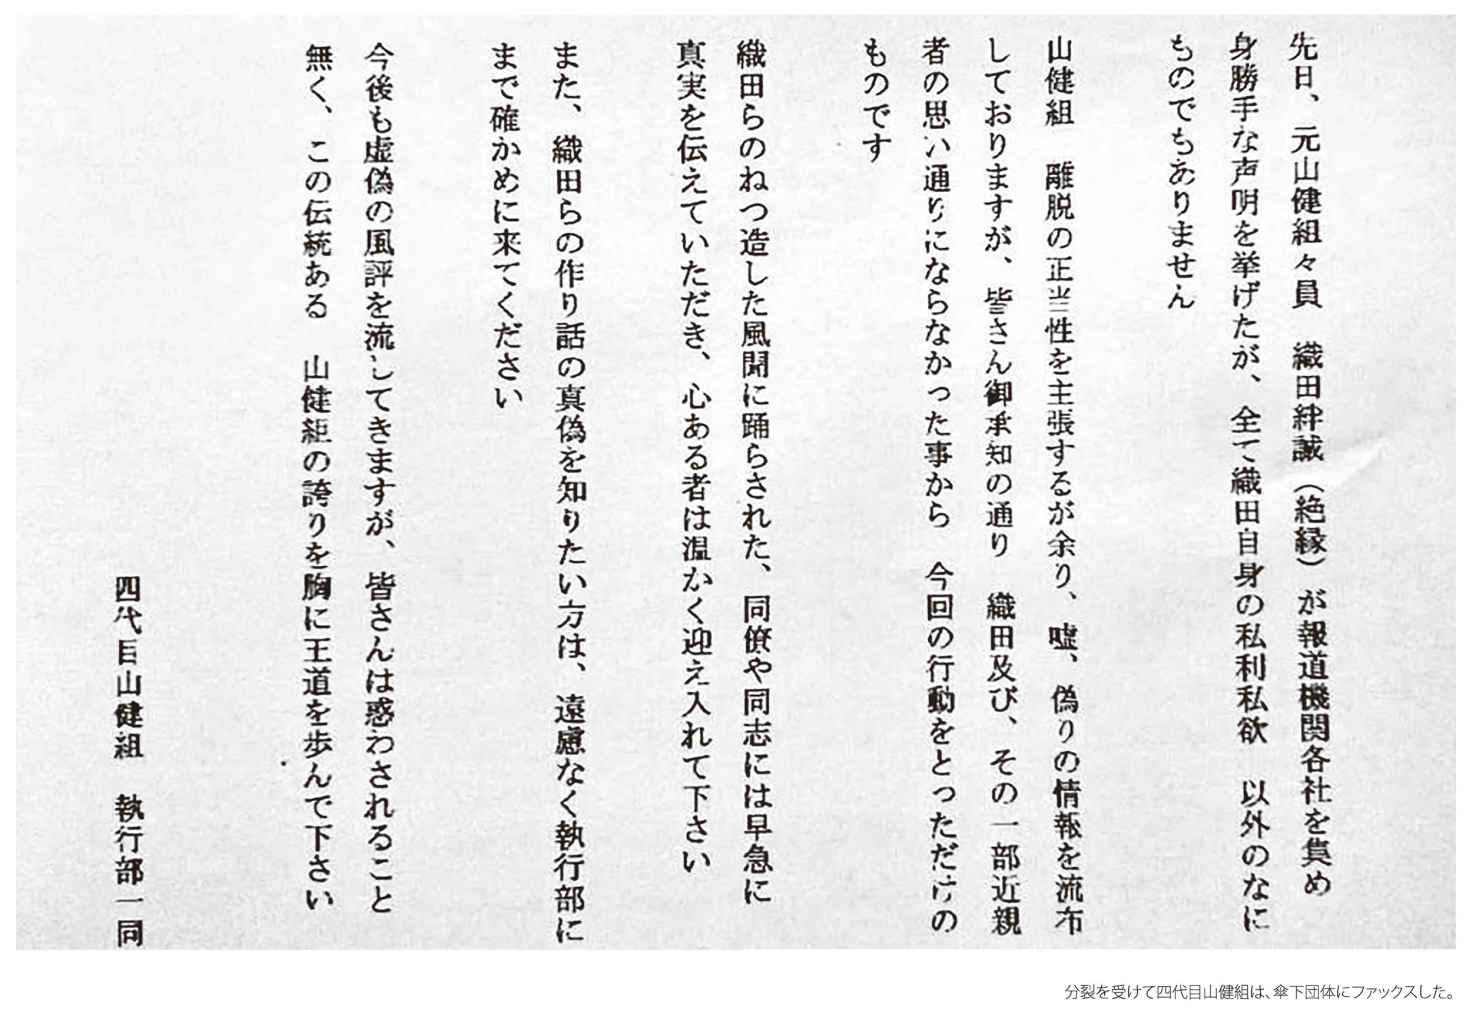 先日、元山健組々員　織田絆誠（絶縁）が報道機関各社を集め
身勝手な声明を挙げたが、全て織田自身の私利私欲　以外のなに
ものでもありません
山健組　離脱の正当性を主張するが余り、嘘、偽りの情報を流布
しておりますが、皆さん御承知の通り　織田及び、その一部近親
者の思い通りにならなかった事から　今回の行動をとっただけの
ものです
織田らのねつ造した風聞に踊らされた、同僚や同志には早急に
真実を伝えていただき、心ある者は温かく迎え入れて下さい
また、織田らの作り話の真偽を知りたい方は、遠慮なく執行部に
まで確かめに来てください
今後も虚偽の風評を流してきますが、皆さんは惑わされること
無く、この伝統ある　山健組の誇りを胸に王道を歩んで下さい
四代目山健組　執行部一同
分裂を受けて四代目山健組は、傘下団体にファックスした。